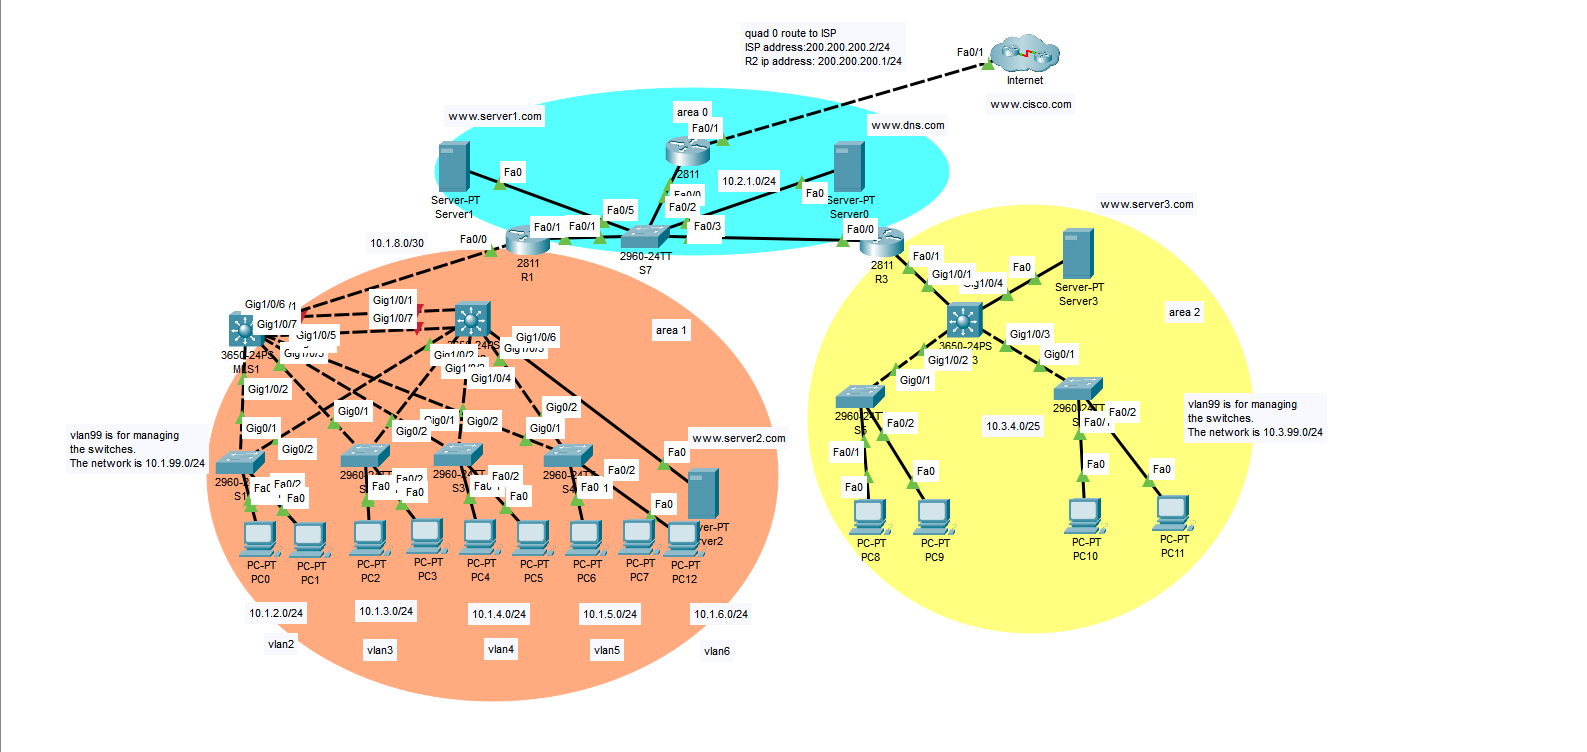 quad 0 route to ISP
ISP address:200.200.200.2/24
R2 ip address: 200.200.200.1/24
Fa0/1
Internet
www.cisco.com
www.server1.com
area 0
Fa0/1
www.dns.com
2811
10.2.1.0/24
Fa0
Fa0
Server-PT
Server1
Server-PT
Server0
Fa0/0
Fa0/2
Fa0/5
Fa0/1
Fa0/1
Fa0/3
Fa0/0
www.server3.com
10.1.8.0/30
Fa0/0
2811
R1
2960-24TT
S7
2811
R3
Fa0/1
Gig1/0/1
Gig1/0/4
Fa0
Server-PT
Server3
Gig1/0/6
Gig1/0/7
Gig1/0/5
Gig1/0/3
3650-24PS
MLS1
Gig1/0/2
Gig1/0/1
Gig1/0/7
area 1
Gig1/0/6
Gig1/0/2
Gig1/0/4
area 2
3650-24PS
Gig1/0/3
Gig1/0/2
Gig0/1
Gig0/1
vlan99 is for managing
the switches.
The network is 10.1.99.0/24
Gig0/1
Gig0/2
Gig0/1
Gig0/2
Gig0/1
Gig0/2
Gig0/2
Gig0/1
www.server2.com
Fa0
2960-24TT
S1
Fa0/2
Fa0
Fa0
Fa0/2
Fa0
S3
Fa0/2
Fa0
2960-24TT
S4
Fa0/2
Fa0
Fa0
PC-PT
PC0
PC-PT
PC1
PC-PT
PC2
PC-PT
PC3
PC-PT
PC4
PC-PT
PC5
PC-PT
PC6
PC-PT
PC7
PC-PT
PC12
10.1.2.0/24
10.1.3.0/24
10.1.4.0/24
10.1.5.0/24
10.1.6.0/24
vlan2
vlan3
vlan4
vlan5
vlan6
2960-24TT
Fa0/2
Fa0/1
Fa0
Fa0
10.3.4.0/25
Fa0/2
Fa0/1
Fa0
Fa0
vlan99 is for managing
the switches.
The network is 10.3.99.0/24
PC-PT
PC8
PC-PT
PC9
PC-PT
PC10
PC-PT
PC11